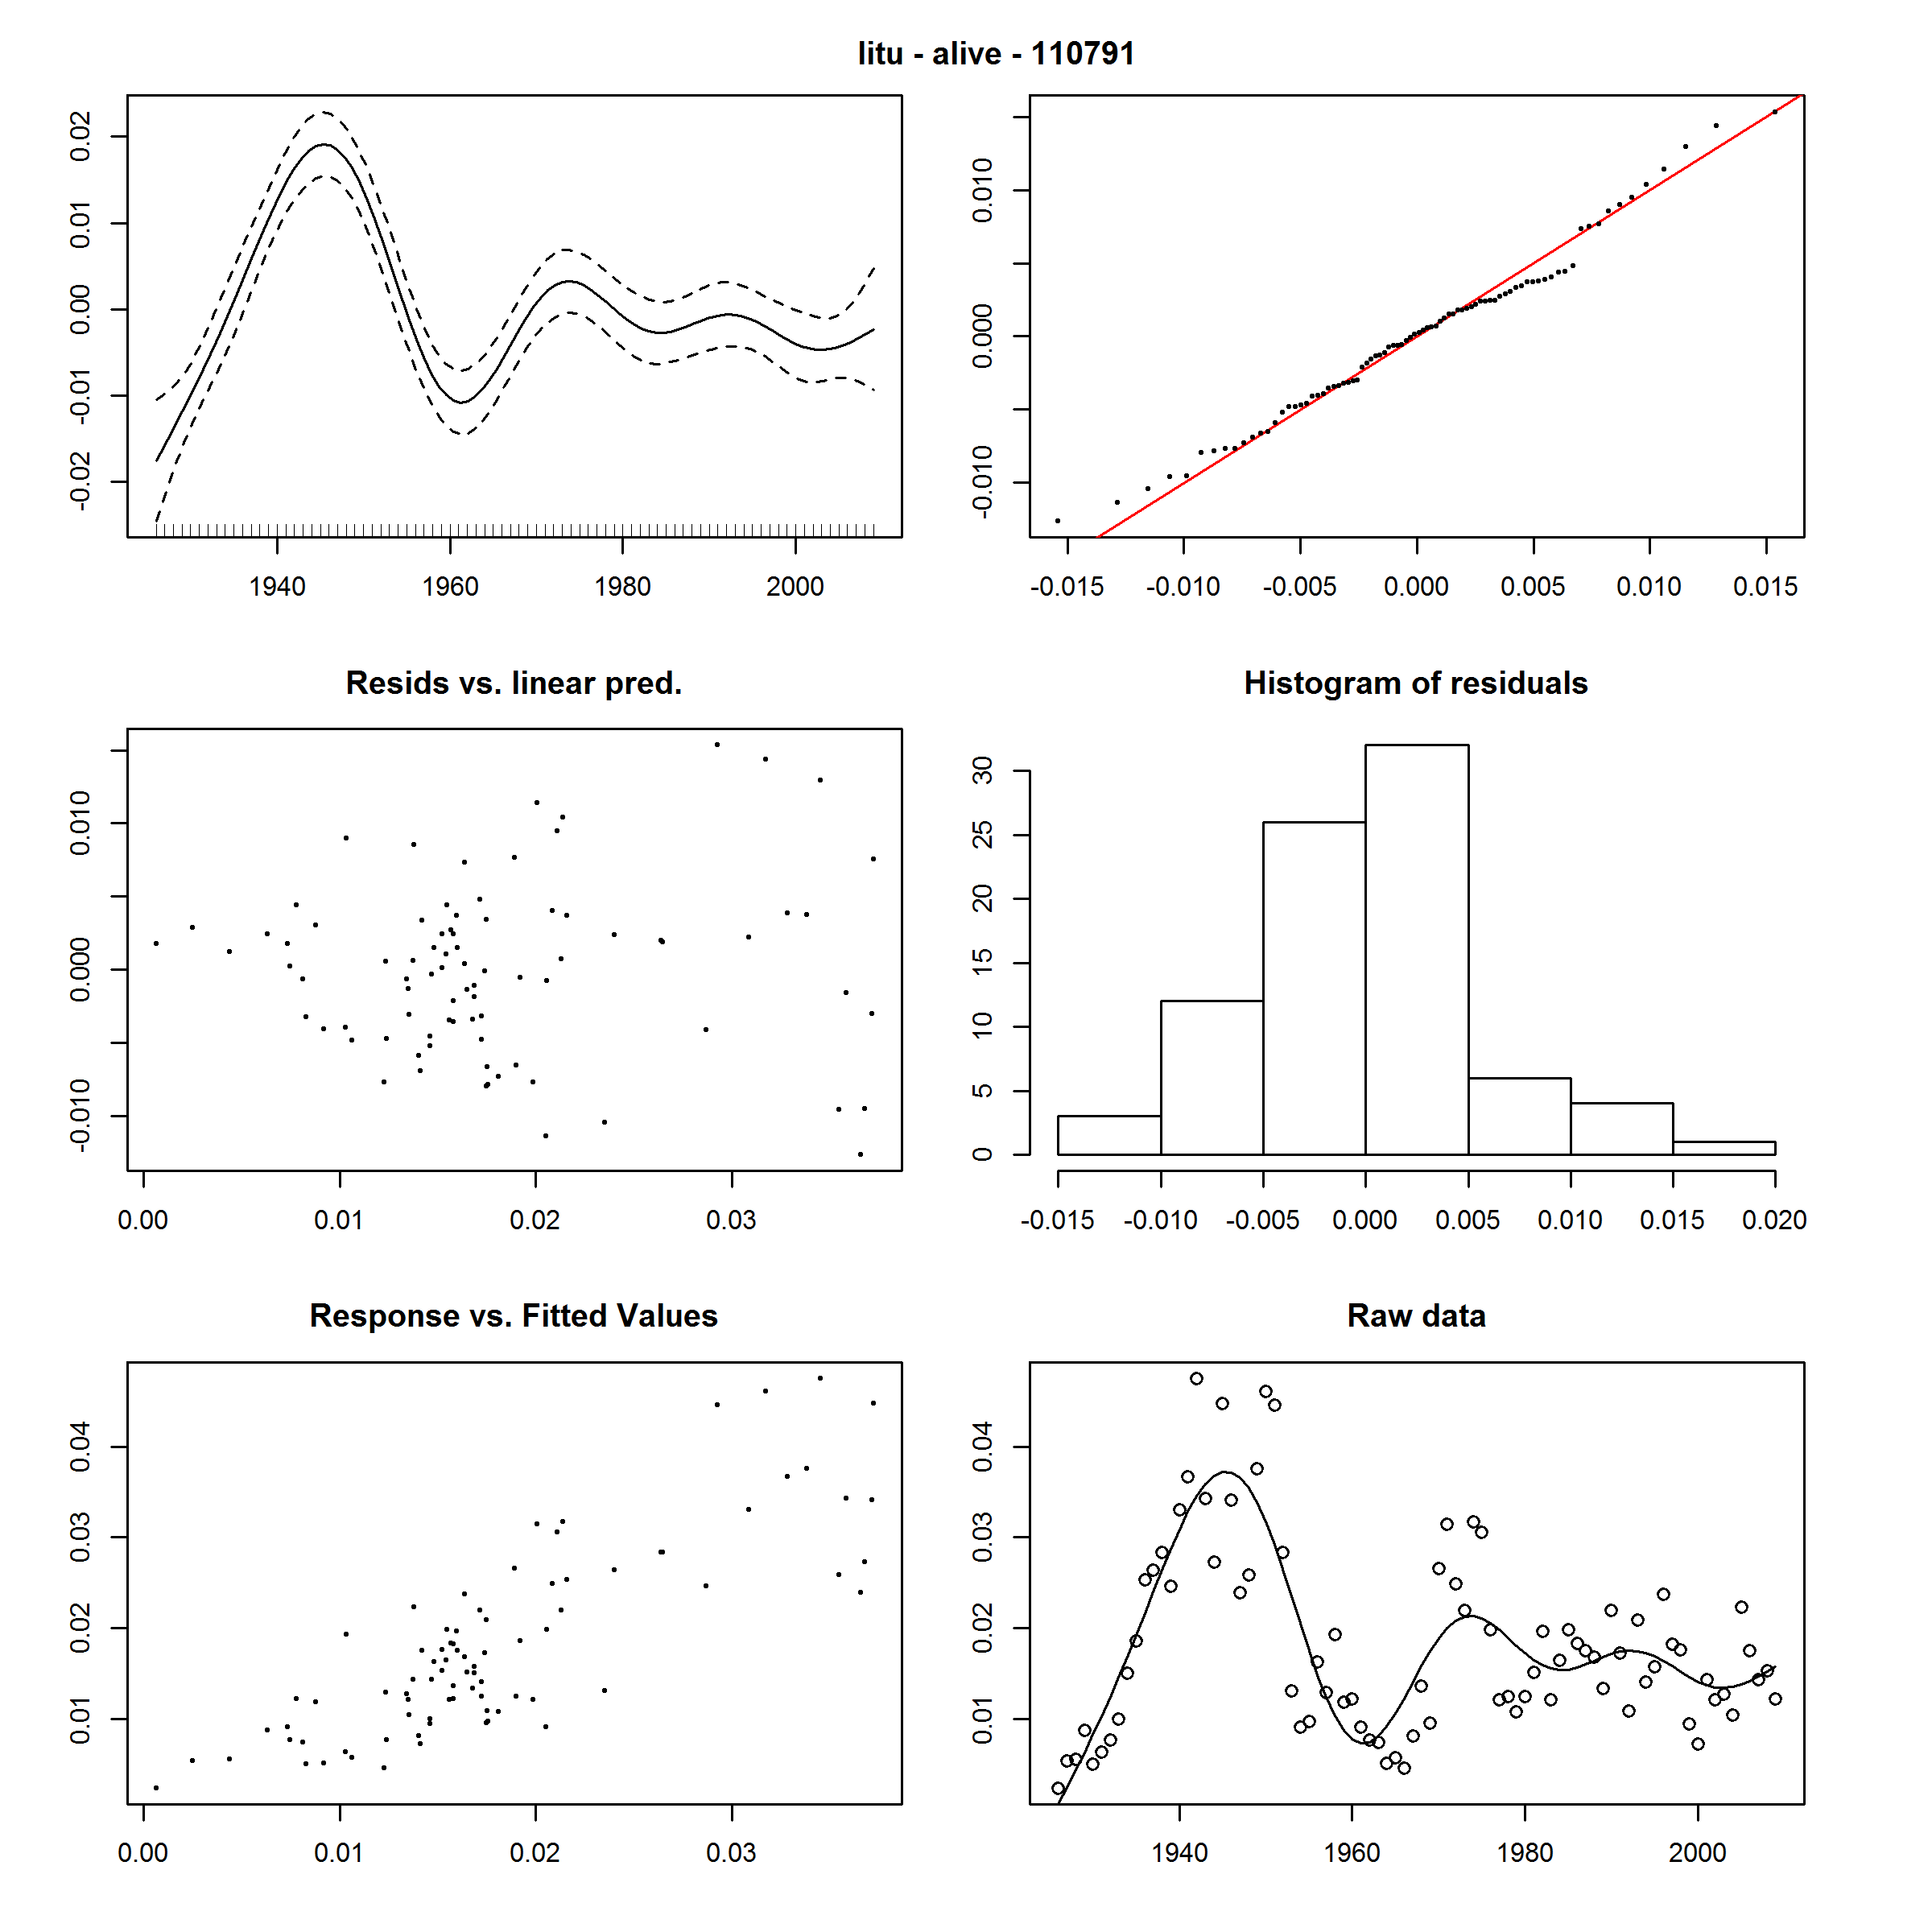 litu - alive - 110791
0.02
0.01
0.00
-0.01
-0.02
1940 1960 1980 2000
0.010
0.000
-0.010
-0.015 -0.010 -0.005 0.000 0.005 0.010 0.015
Resids vs. linear pred.
0.010
0.000
-0.010
0.00 0.01 0.02 0.03
Histogram of residuals
30
25
20
15
10
5
0
-0.015 -0.010 -0.005 0.000 0.005 0.010 0.015 0.020
Response vs. Fitted Values
0.04
0.03
0.02
0.01
0.00 0.01 0.02 0.03
Raw data
0.04
0.03
0.02
0.01
1940 1960 1980 2000